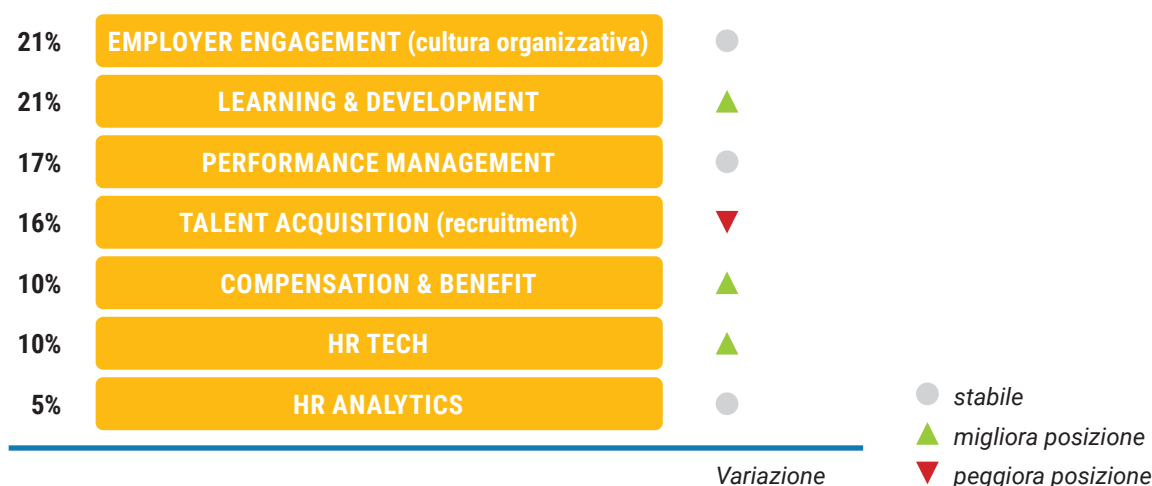 21% EMPLOYER ENGAGEMENT (cultura organizzativa)
21% LEARNING & DEVELOPMENT
17% PERFORMANCE MANAGEMENT
16% TALENT ACQUISITION (recruitment)
10% COMPENSATION & BENEFIT
10% HR TECH
5% HR ANALYTICS
stabile
migliora posizione
Variazione
peggiora posizione